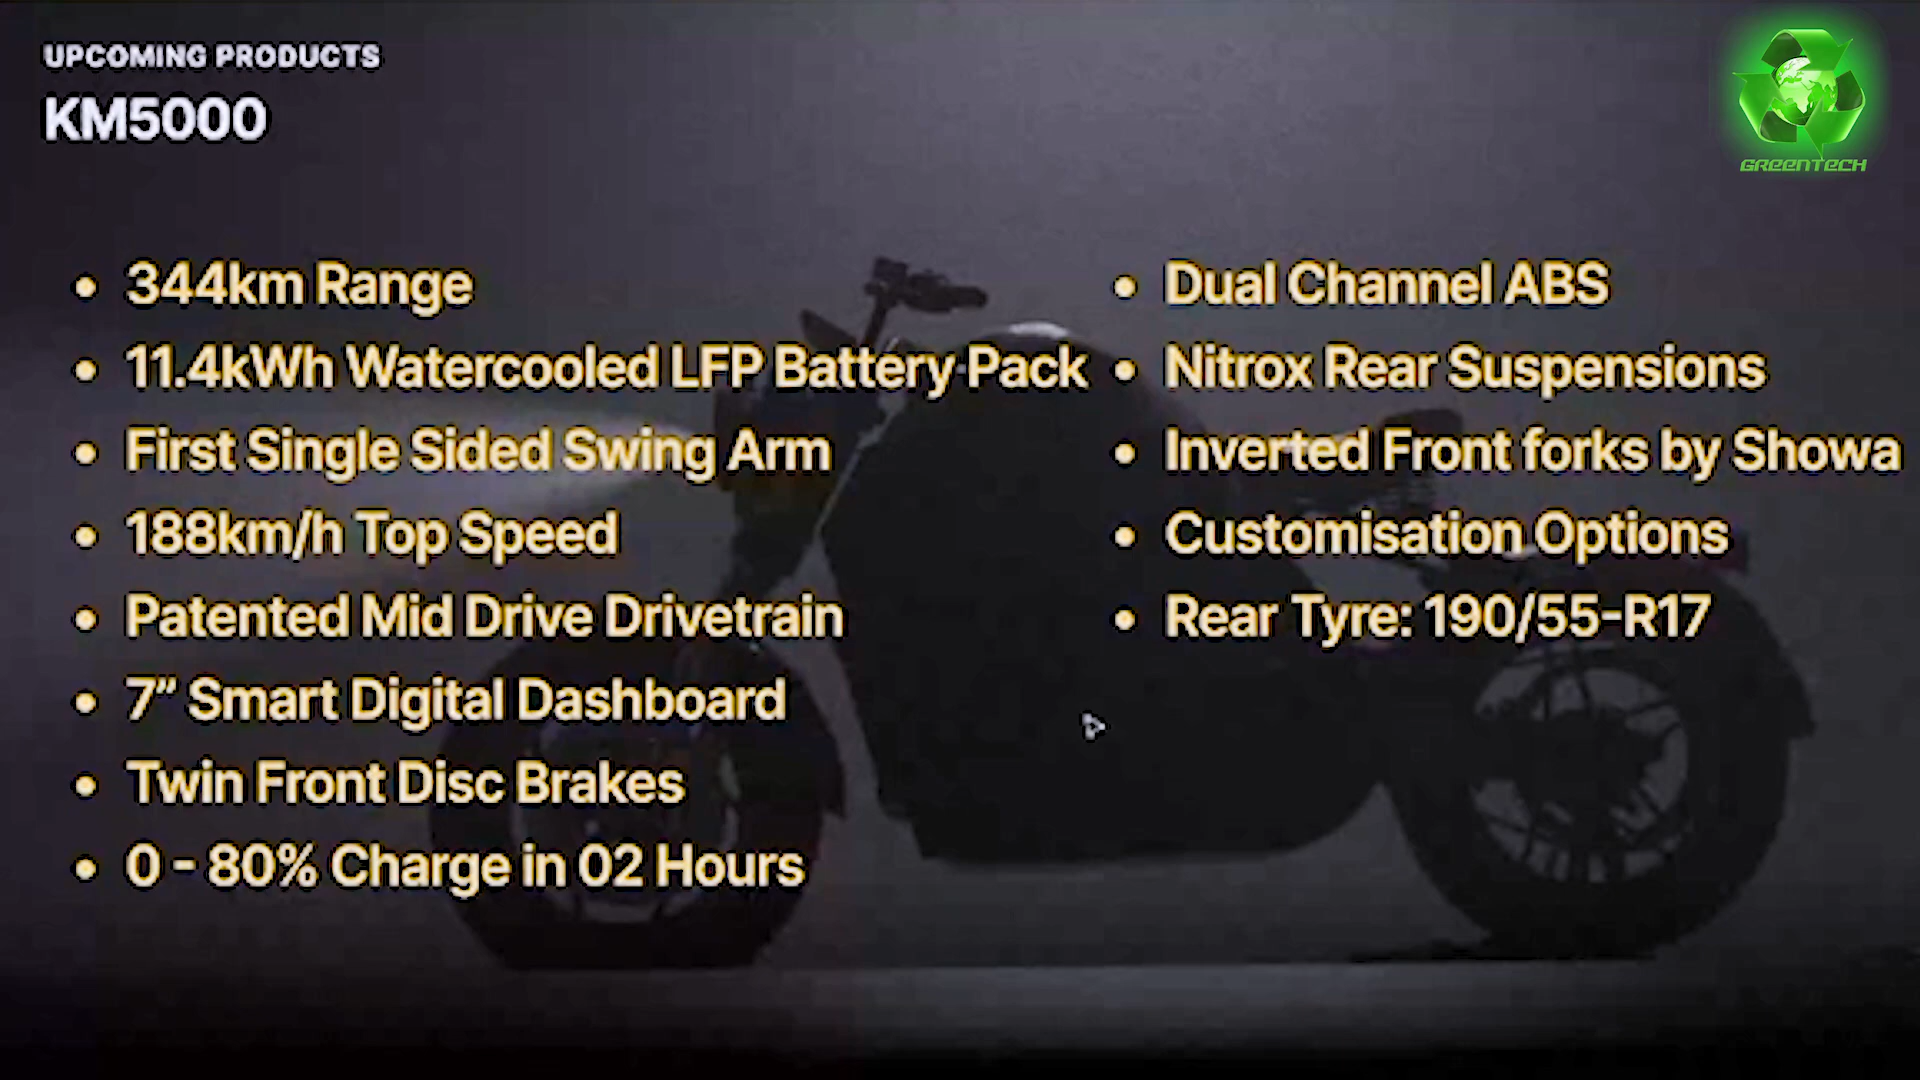 UPCOMING PRODUCTS
KM5000
GREENTECH
• 344km Range
• 11.4kWh Watercooled LFP Battery Pack
• First Single Sided Swing Arm
• 188km/h Top Speed
• Patented Mid Drive Drivetrain
• 7” Smart Digital Dashboard
• Twin Front Disc Brakes
• 0 - 80% Charge in 02 Hours
• Dual Channel ABS
• Nitrox Rear Suspensions
• Inverted Front forks by Showa
• Customisation Options
• Rear Tyre: 190/55-R17